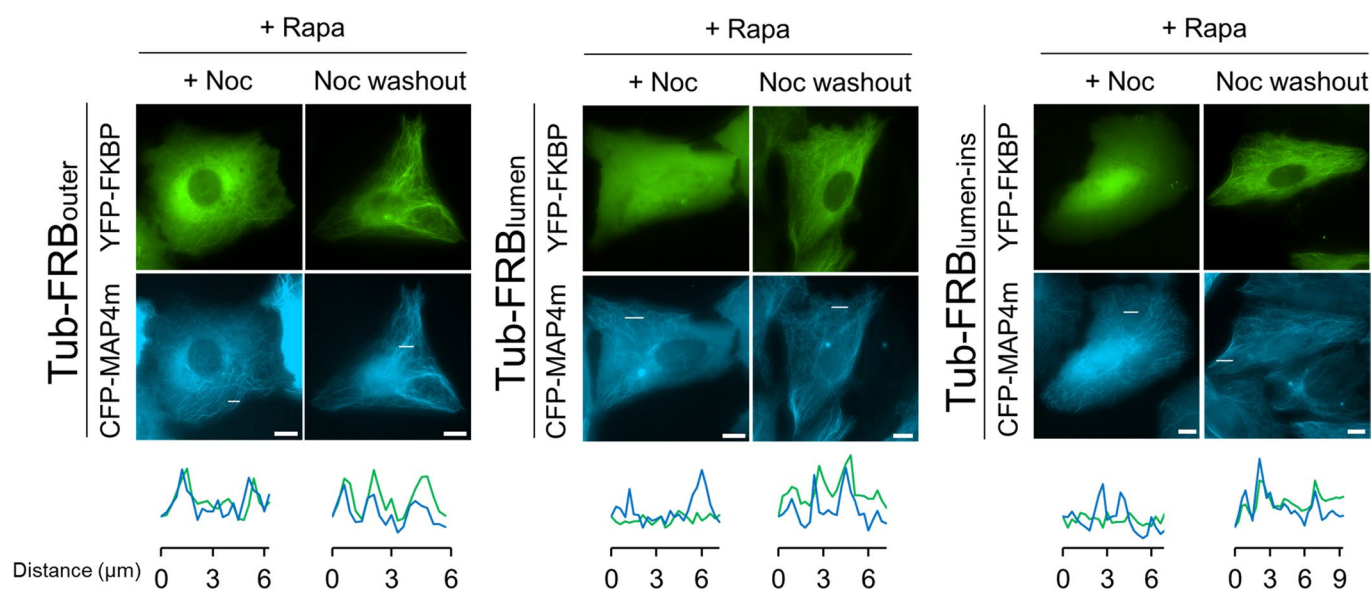 + Rapa
+ Noc Noc washout
Tub-FRBouter
YFP-FKBP
CFP-MAP4m
+ Rapa
+ Noc Noc washout
Tub-FRBlumen
YFP-FKBP
CFP-MAP4m
+ Rapa
+ Noc Noc washout
Tub-FRBlumen-ins
YFP-FKBP
CFP-MAP4m
Distance (µm) 0 3 6 0 3 6 0 3 6 0 3 6 0 3 6 0 3 6 9